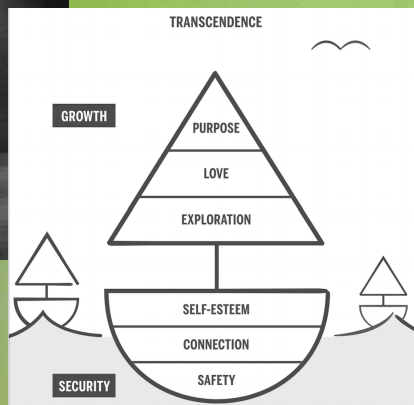 TRANSCENDENCE
GROWTH
PURPOSE
LOVE
EXPLORATION
SELF-ESTEEM
CONNECTION
SAFETY
SECURITY